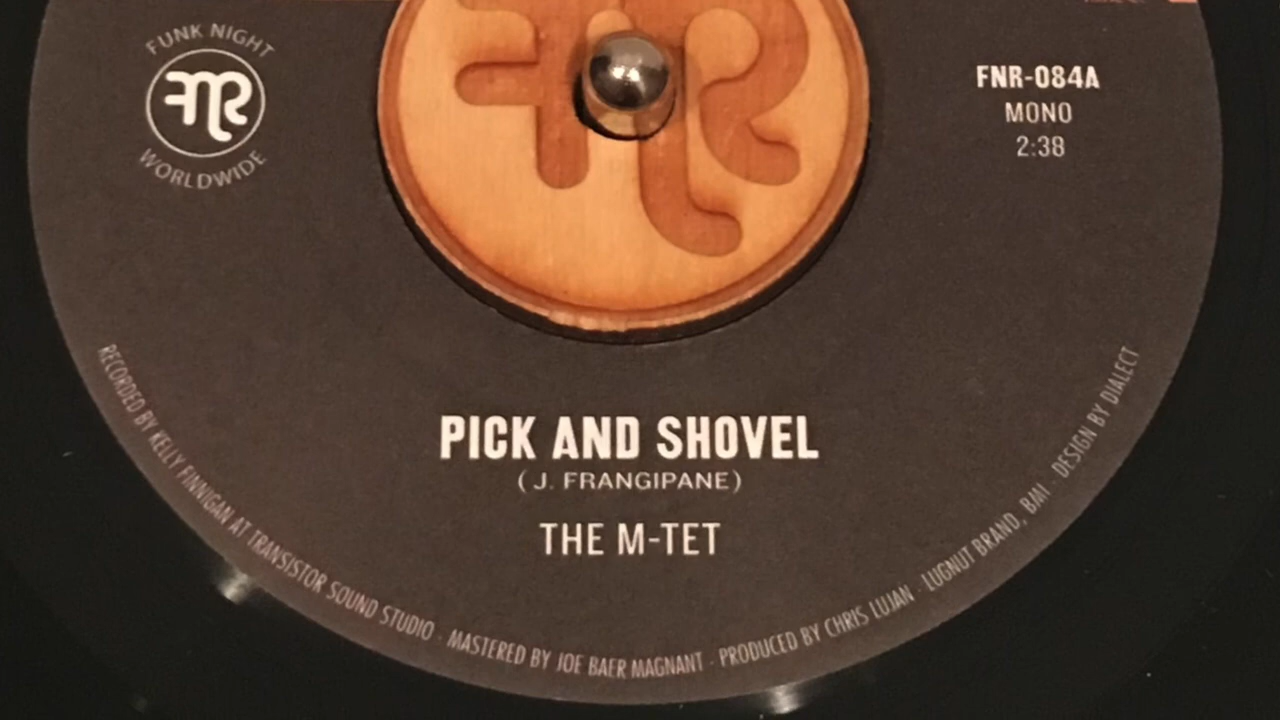 FUNK NIGHT
FNR
WORLDWIDE
FNR-084A
MONO
2:38
PICK AND SHOVEL
( J. FRANGIPANE)
THE M-TET
RECORDED BY KELLY FINNIGAN AT TRANSISTOR SOUND STUDIO · MASTERED BY JOE BAER MAGNANT · PRODUCED BY CHRIS LUJAN · LUGNUT BRAND, BMI · DESIGN BY DIALECT